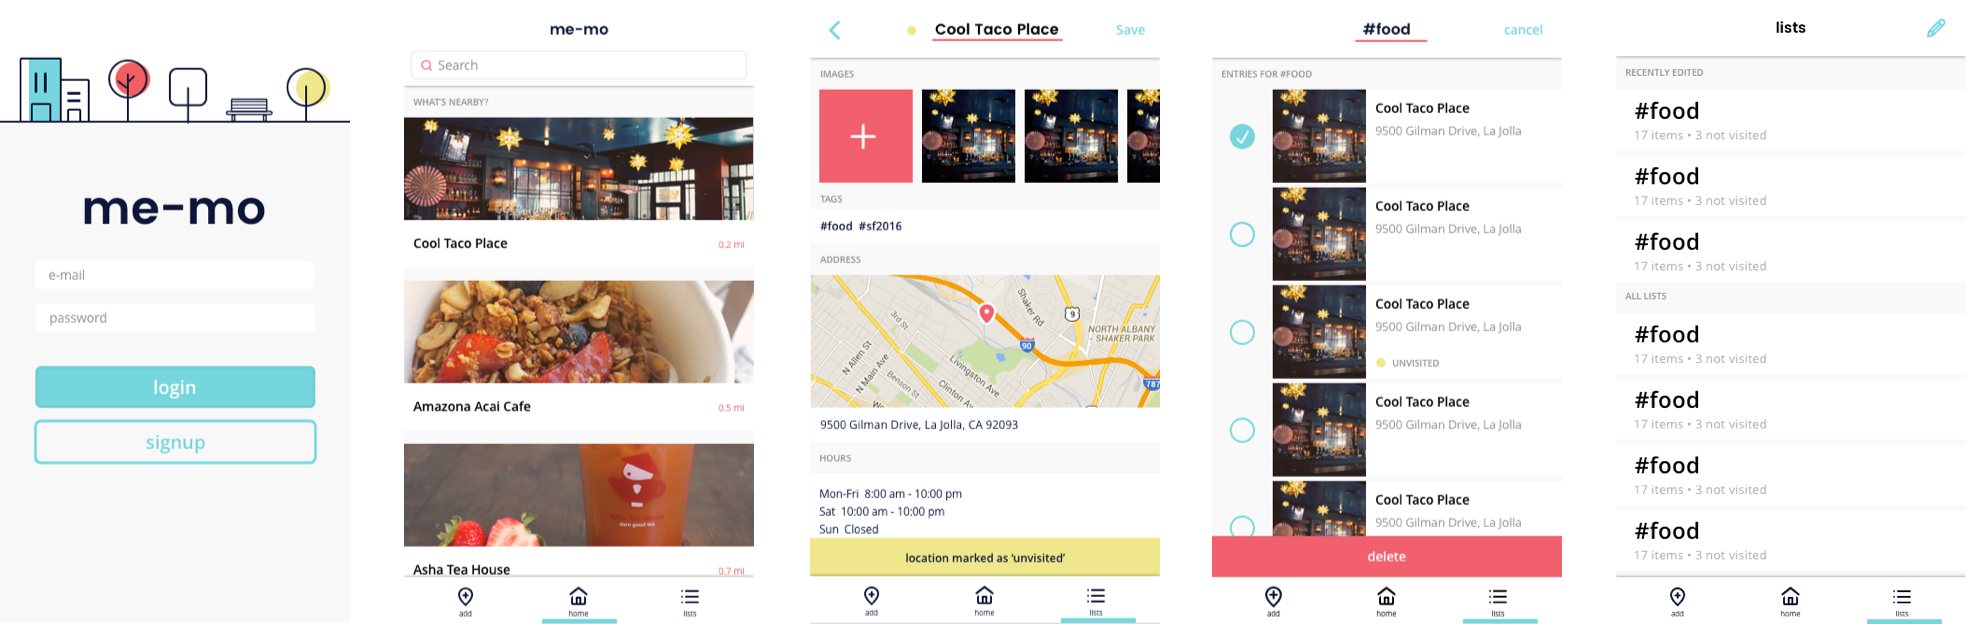 me-mo
e-mail
password
login
signup
me-mo
Search
WHAT'S NEARBY?
Cool Taco Place
0.2 mi
Amazona Acai Cafe
0.5 mi
Asha Tea House
0.7 mi
add
home
lists
Cool Taco Place
Save
IMAGES
TAGS
#food #sf2016
ADDRESS
3rd St
Shaker Rd
9
NORTH ALBANY
SHAKER PARK
90
N Allen St
N Main Ave
Benson St
Livingston Ave
Clinton Ave
787
9500 Gilman Drive, La Jolla, CA 92093
HOURS
Mon-Fri 8:00 am - 10:00 pm
Sat 10:00 am - 10:00 pm
Sun Closed
location marked as 'unvisited'
add
home
lists
#food
cancel
ENTRIES FOR #FOOD
Cool Taco Place
9500 Gilman Drive, La Jolla
Cool Taco Place
9500 Gilman Drive, La Jolla
Cool Taco Place
9500 Gilman Drive, La Jolla
UNVISITED
Cool Taco Place
9500 Gilman Drive, La Jolla
Cool Taco Place
9500 Gilman Drive, La Jolla
delete
add
home
lists
lists
RECENTLY EDITED
#food
17 items • 3 not visited
#food
17 items • 3 not visited
#food
17 items • 3 not visited
ALL LISTS
#food
17 items • 3 not visited
#food
17 items • 3 not visited
#food
17 items • 3 not visited
#food
17 items • 3 not visited
add
home
lists